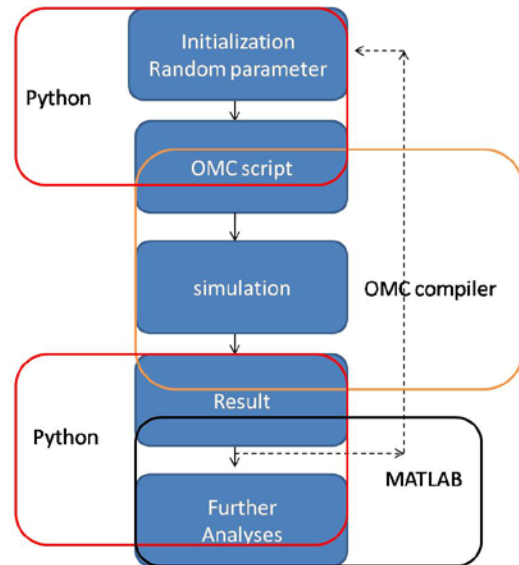 Initialization
Random parameter
Python
OMC script
simulation
OMC compiler
Result
Python
MATLAB
Further
Analyses